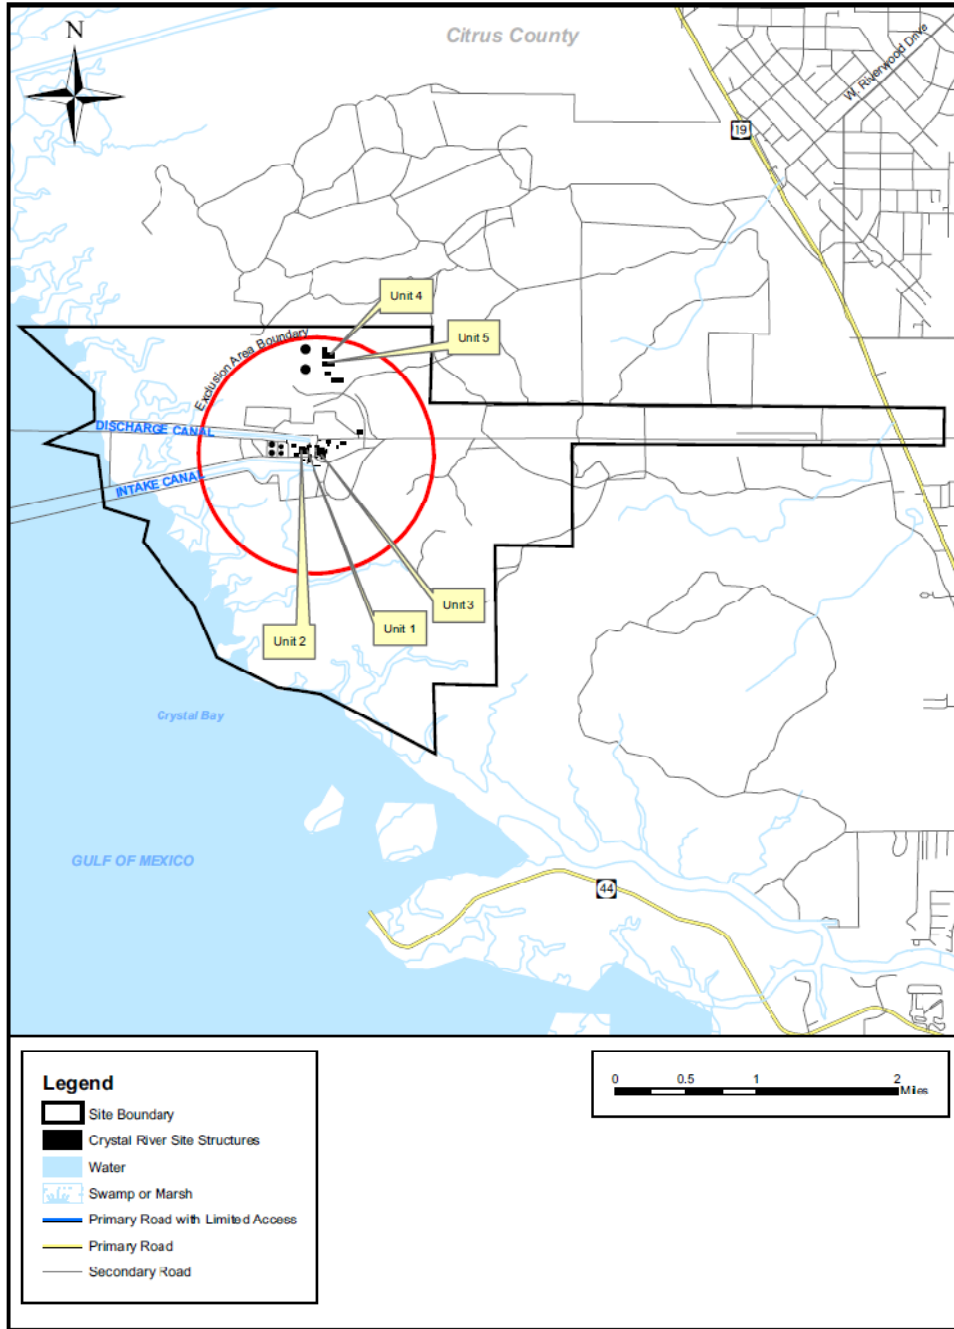 N
Citrus County
W. Riverwood Drive
19
Unit 4
Unit 5
Exclusion Area Boundary
DISCHARGE CANAL
INTAKE CANAL
Unit 3
Unit 1
Unit 2
Crystal Bay
GULF OF MEXICO
44
Legend
Site Boundary
Crystal River Site Structures
Water
Swamp or Marsh
Primary Road with Limited Access
Primary Road
Secondary Road
0 0.5 1 2
Miles